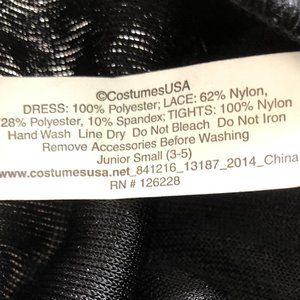 ©CostumesUSA
DRESS: 100% Polyester; LACE: 62% Nylon,
28% Polyester, 10% Spandex; TIGHTS: 100% Nylon
Hand Wash Line Dry Do Not Bleach Do Not Iron
Remove Accessories Before Washing
Junior Small (3-5)
www.costumesusa.net_841216_13187_2014_China
RN # 126228